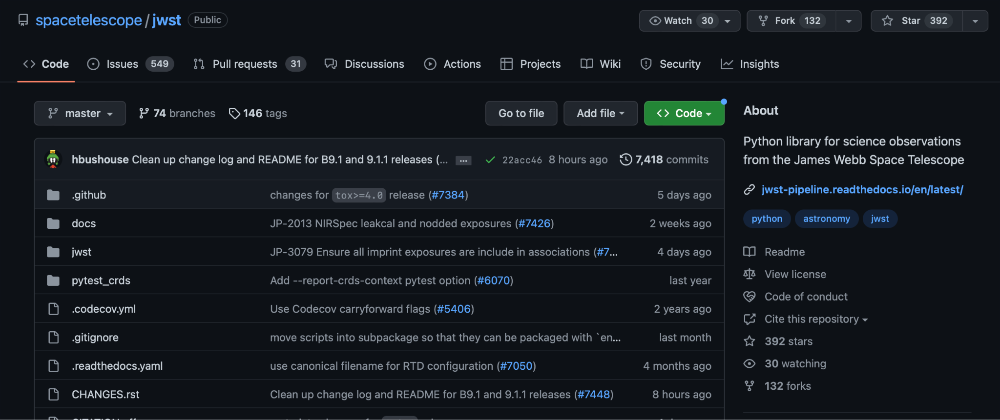 spacetelescope / jwst Public Watch 30 Fork 132 Star 392
Code Issues 549 Pull requests 31 Discussions Actions Projects Wiki Security Insights
master 74 branches 146 tags Go to file Add file Code
hbushouse Clean up change log and README for B9.1 and 9.1.1 releases (... ... 22acc46 8 hours ago 7,418 commits
.github changes for tox>=4.0 release (#7384) 5 days ago
docs JP-2013 NIRSpec leakcal and nodded exposures (#7426) 2 weeks ago
jwst JP-3079 Ensure all imprint exposures are include in associations (#7... 4 days ago
pytest_crds Add --report-crds-context pytest option (#6070) last year
.codecov.yml Use Codecov carryforward flags (#5406) 2 years ago
.gitignore move scripts into subpackage so that they can be packaged with `en... last month
.readthedocs.yaml use canonical filename for RTD configuration (#7050) 4 months ago
CHANGES.rst Clean up change log and README for B9.1 and 9.1.1 releases (#7448) 8 hours ago
About
Python library for science observations
from the James Webb Space Telescope
jwst-pipeline.readthedocs.io/en/latest/
python astronomy jwst
Readme
View license
Code of conduct
Cite this repository
392 stars
30 watching
132 forks